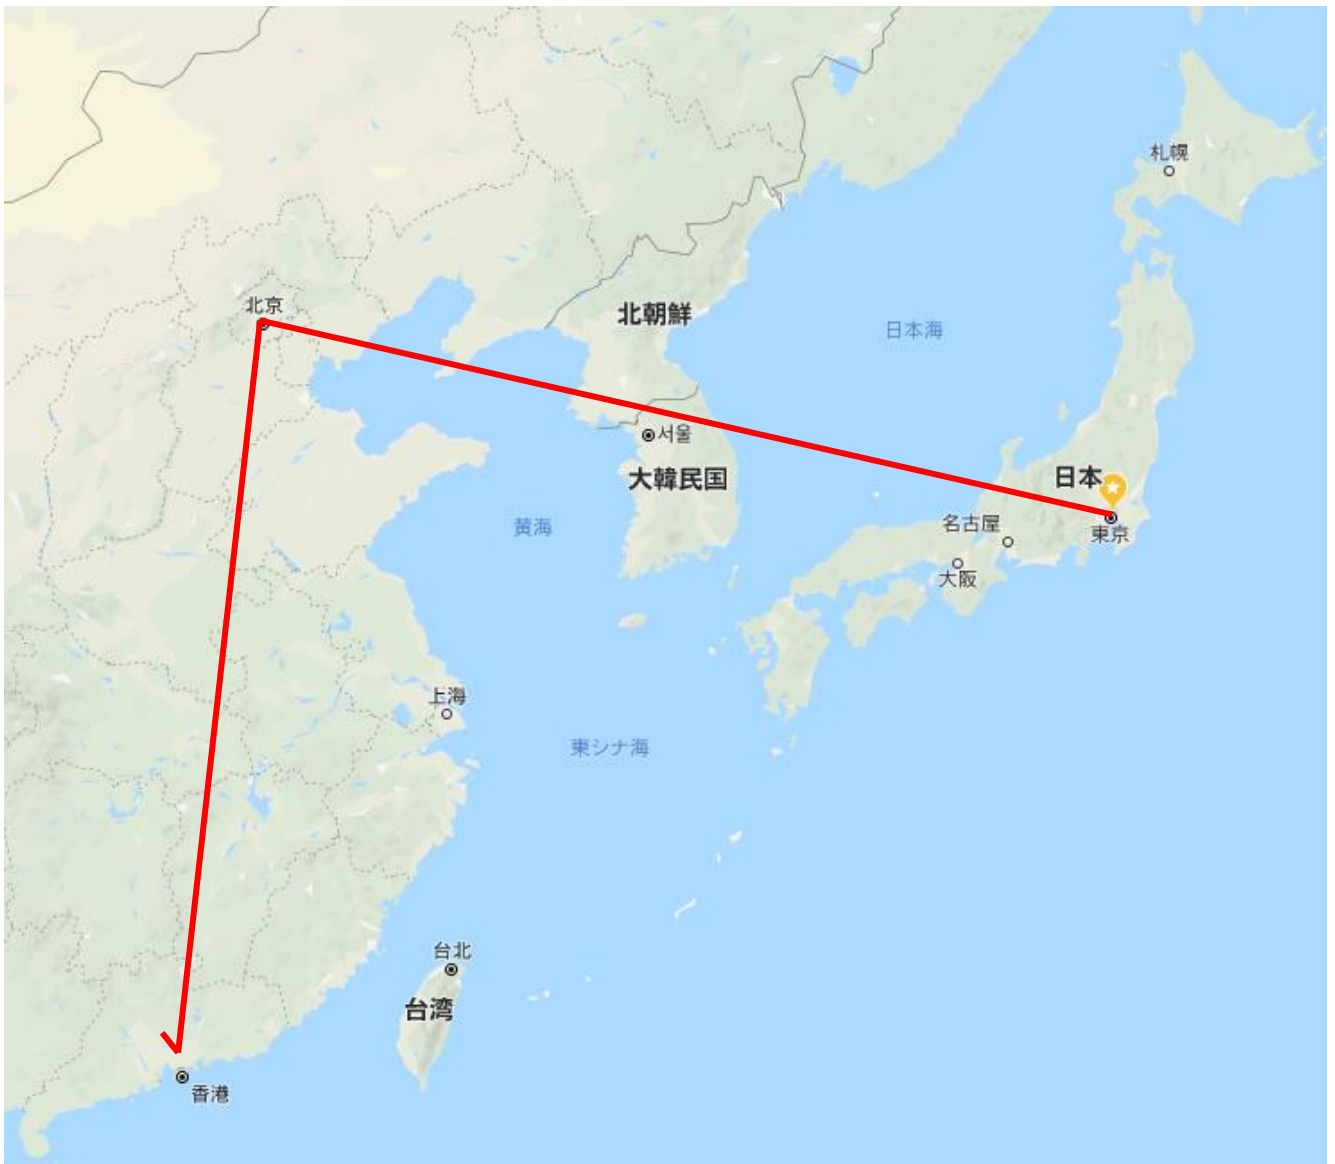 札幌
北京
北朝鮮
日本海
서울
大韓民国
日本
黄海
名古屋
東京
大阪
上海
東シナ海
台北
台湾
香港